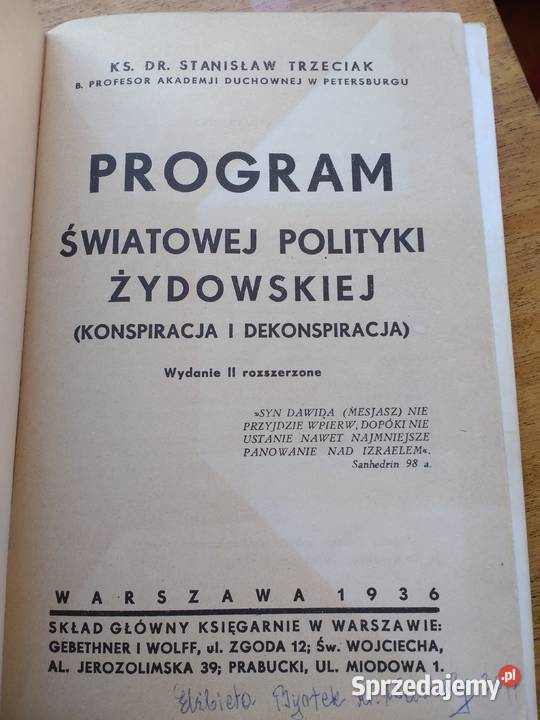 KS. DR. STANISŁAW TRZECIAK
B. PROFESOR AKADEMJI DUCHOWNEJ W PETERSBURGU
PROGRAM
ŚWIATOWEJ POLITYKI
ŻYDOWSKIEJ
(KONSPIRACJA I DEKONSPIRACJA)
Wydanie II rozszerzone
»SYN DAWIDA (MESJASZ) NIE
PRZYJDZIE WPIERW, DOPÓKI NIE
USTANIE NAWET NAJMNIEJSZE
PANOWANIE NAD IZRAELEM«.
Sanhedrin 98 a.
WARSZAWA 1936
SKŁAD GŁÓWNY KSIĘGARNIE W WARSZAWIE:
GEBETHNER I WOLFF, ul. ZGODA 12; Św. WOJCIECHA,
AL. JEROZOLIMSKA 39; PRABUCKI, UL. MIODOWA 1.
Elżbieta
Sprzedajemy.pl